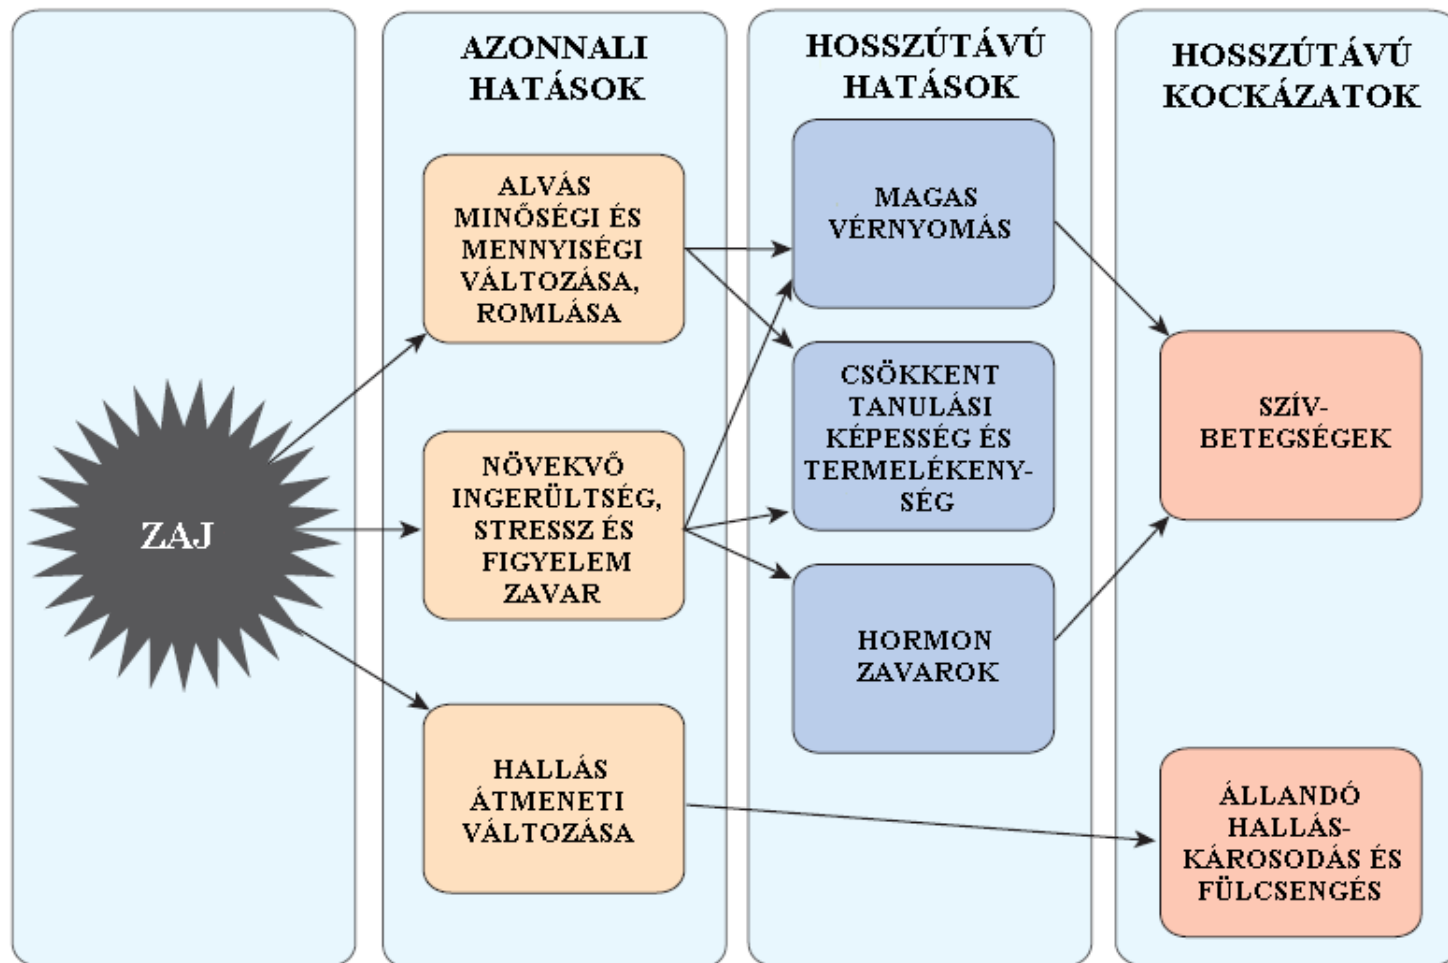 ZAJ
AZONNALI
HATÁSOK
ALVÁS
MINŐSÉGI ÉS
MENNYISÉGI
VÁLTOZÁSA,
ROMLÁSA
NÖVEKVŐ
INGERÜLTSÉG,
STRESSZ ÉS
FIGYELEM
ZAVAR
HALLÁS
ÁTMENETI
VÁLTOZÁSA
HOSSZÚTÁVÚ
HATÁSOK
MAGAS
VÉRNYOMÁS
CSÖKKENT
TANULÁSI
KÉPESSÉG ÉS
TERMELÉKENY-
SÉG
HORMON
ZAVAROK
HOSSZÚTÁVÚ
KOCKÁZATOK
SZÍV-
BETEGSÉGEK
ÁLLANDÓ
HALLÁS-
KÁROSODÁS ÉS
FÜLCSENGÉS